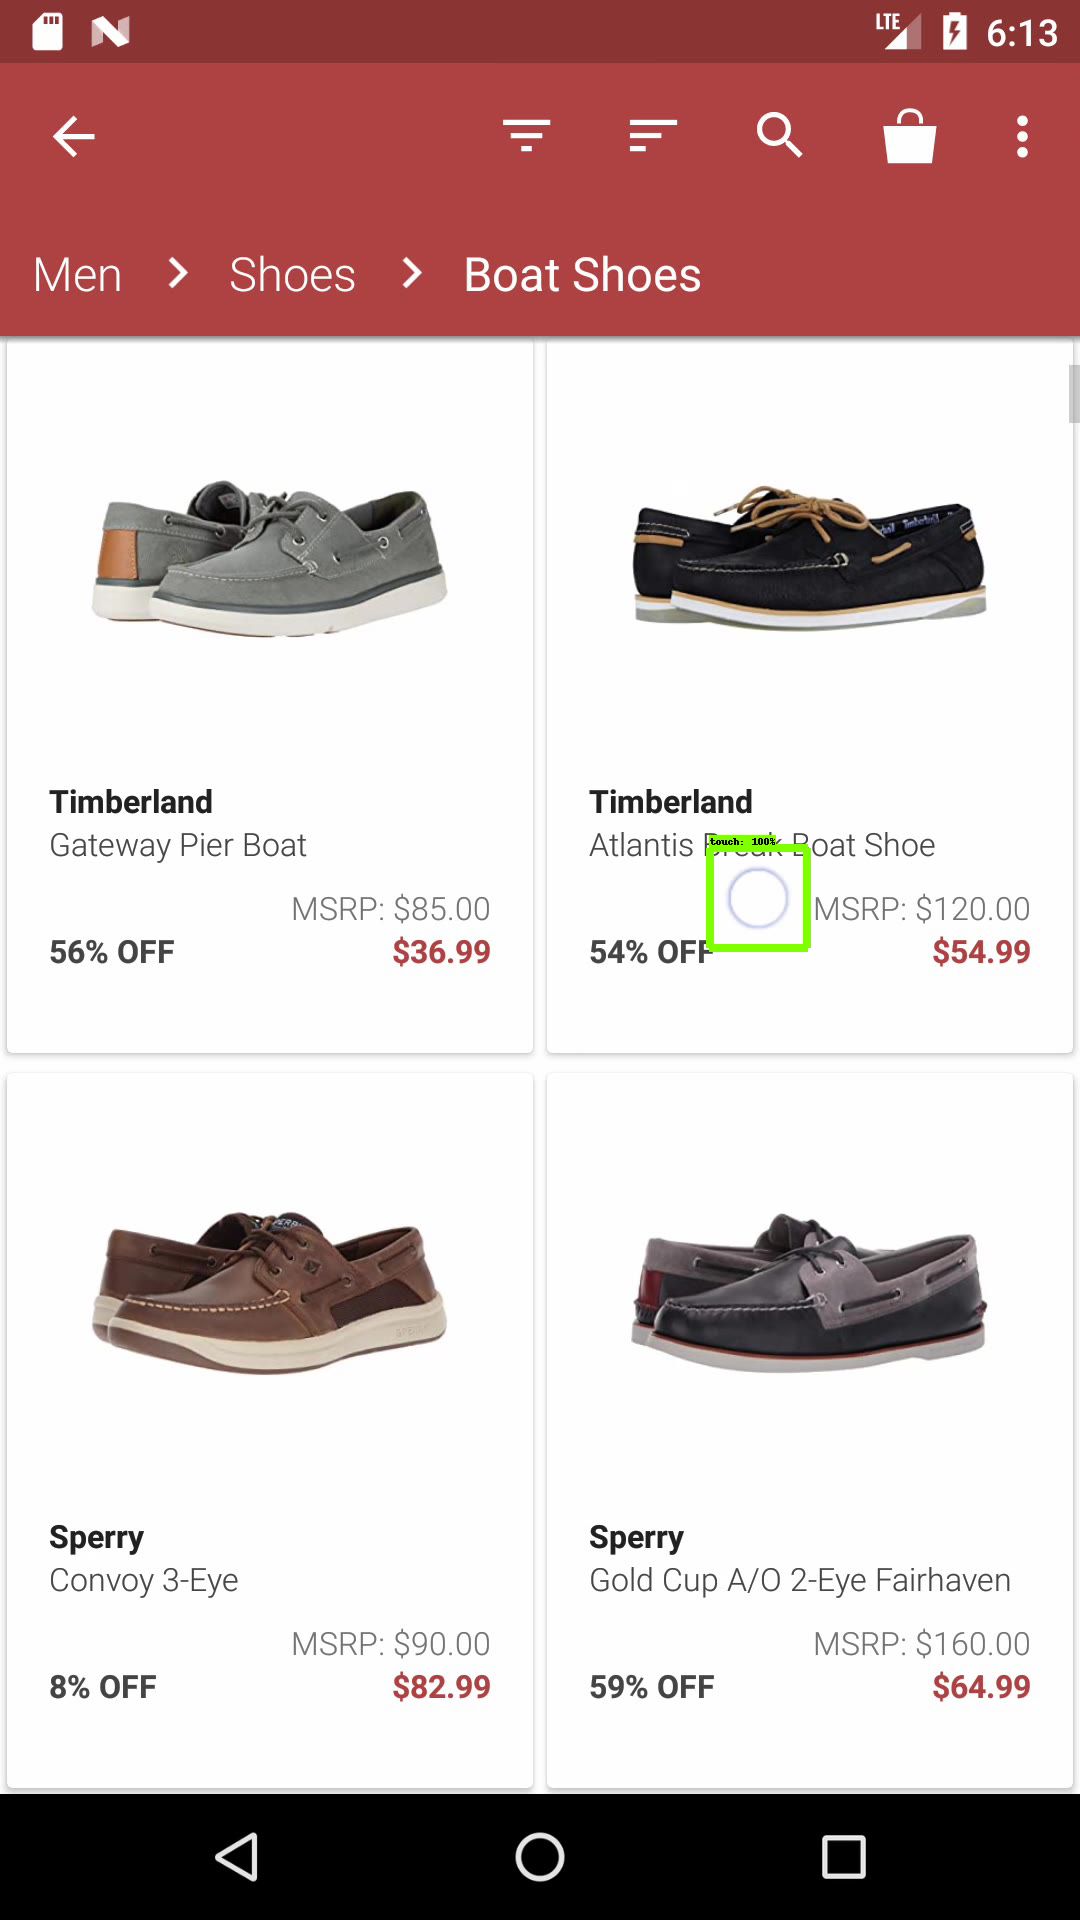 LTE 6:13
Men > Shoes > Boat Shoes
Timberland
Gateway Pier Boat
MSRP: $85.00
56% OFF $36.99
Timberland
Atlantis Break Boat Shoe
touch: 100%
MSRP: $120.00
54% OFF $54.99
Sperry
Convoy 3-Eye
MSRP: $90.00
8% OFF $82.99
Sperry
Gold Cup A/O 2-Eye Fairhaven
MSRP: $160.00
59% OFF $64.99